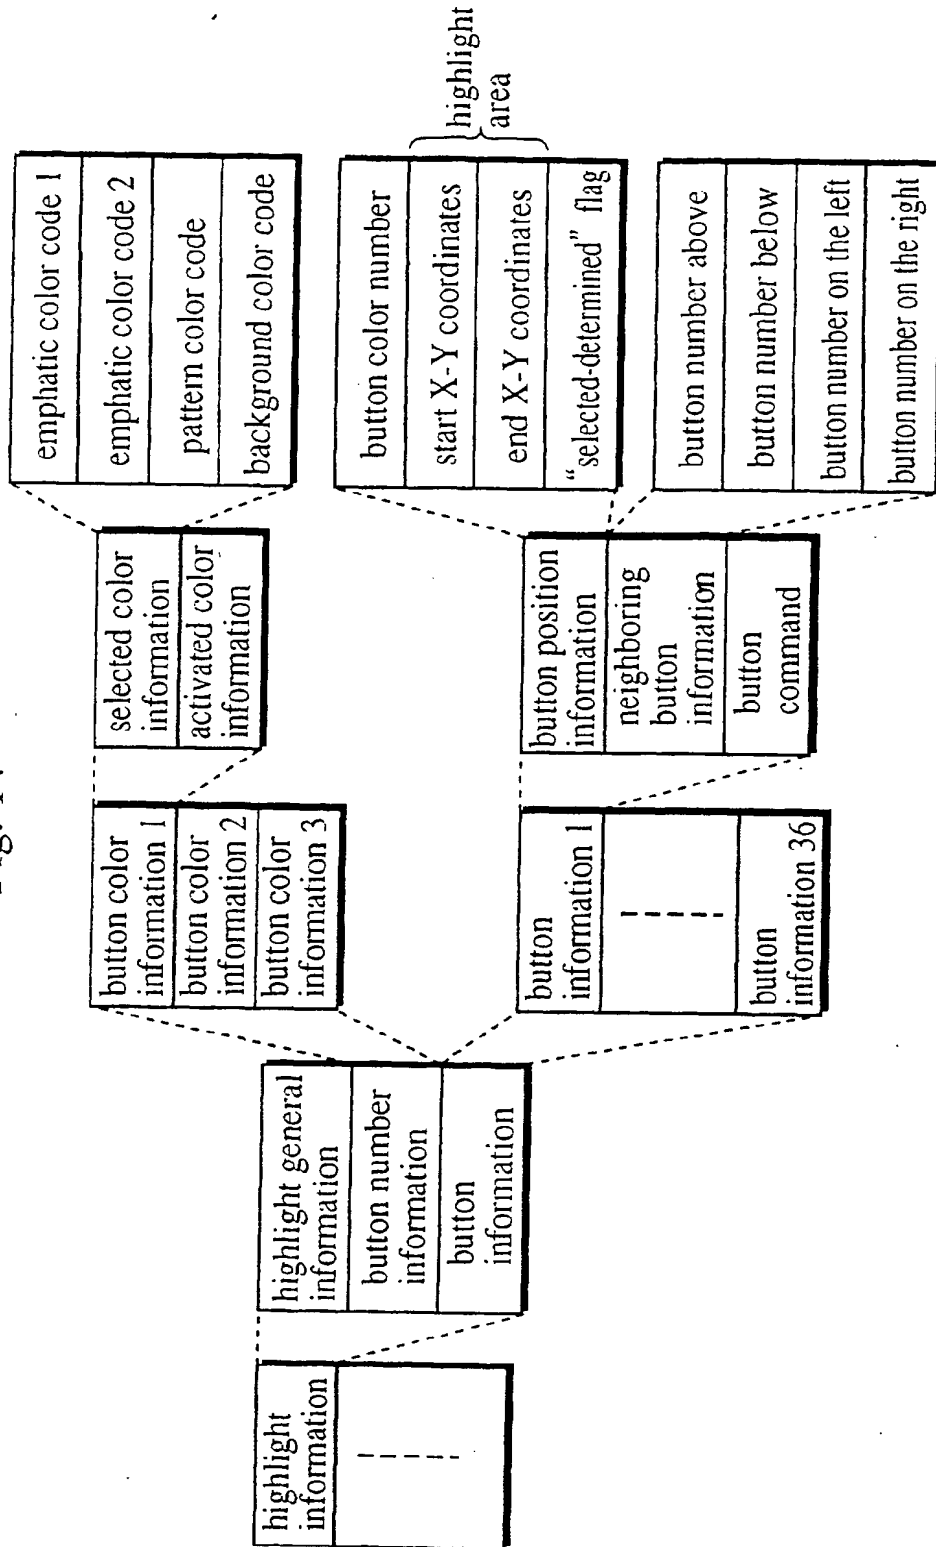 highlight
information
highlight general
information
button number
information
button
information
button color
information 1
button color
information 2
button color
information 3
button
information 1
button
information 36
selected color
information
activated color
information
button position
information
neighboring
button
information
button
command
emphatic color code 1
emphatic color code 2
pattern color code
background color code
button color number
start X-Y coordinates
end X-Y coordinates
"selected-determined" flag
highlight
area
button number above
button number below
button number on the left
button number on the right